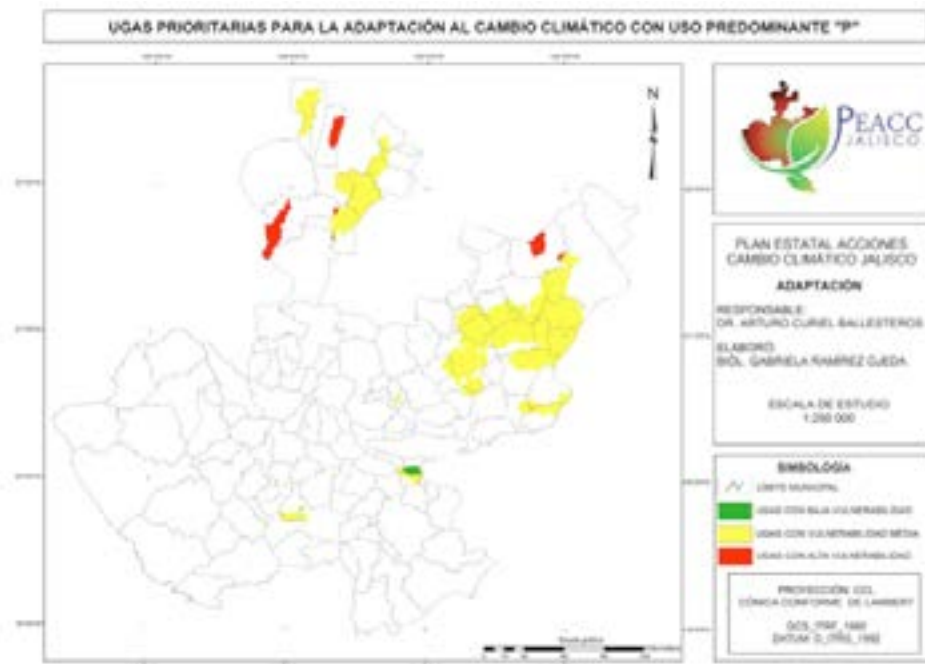 UGAS PRIORITARIAS PARA LA ADAPTACIÓN AL CAMBIO CLIMÁTICO CON USO PREDOMINANTE "P"
N
PEACC
JALISCO
PLAN ESTATAL ACCIONES
CAMBIO CLIMÁTICO JALISCO
ADAPTACIÓN
RESPONSABLE:
DR. ARTURO CURIEL BALLESTEROS
ELABORÓ:
BIÓL. GABRIELA RAMÍREZ OJEDA
ESCALA DE ESTUDIO
1:250 000
SIMBOLOGÍA
LÍMITE MUNICIPAL
UGAS CON BAJA VULNERABILIDAD
UGAS CON VULNERABILIDAD MEDIA
UGAS CON ALTA VULNERABILIDAD
PROYECCIÓN: CCL
CÓNICA CONFORME DE LAMBERT
Escala gráfica